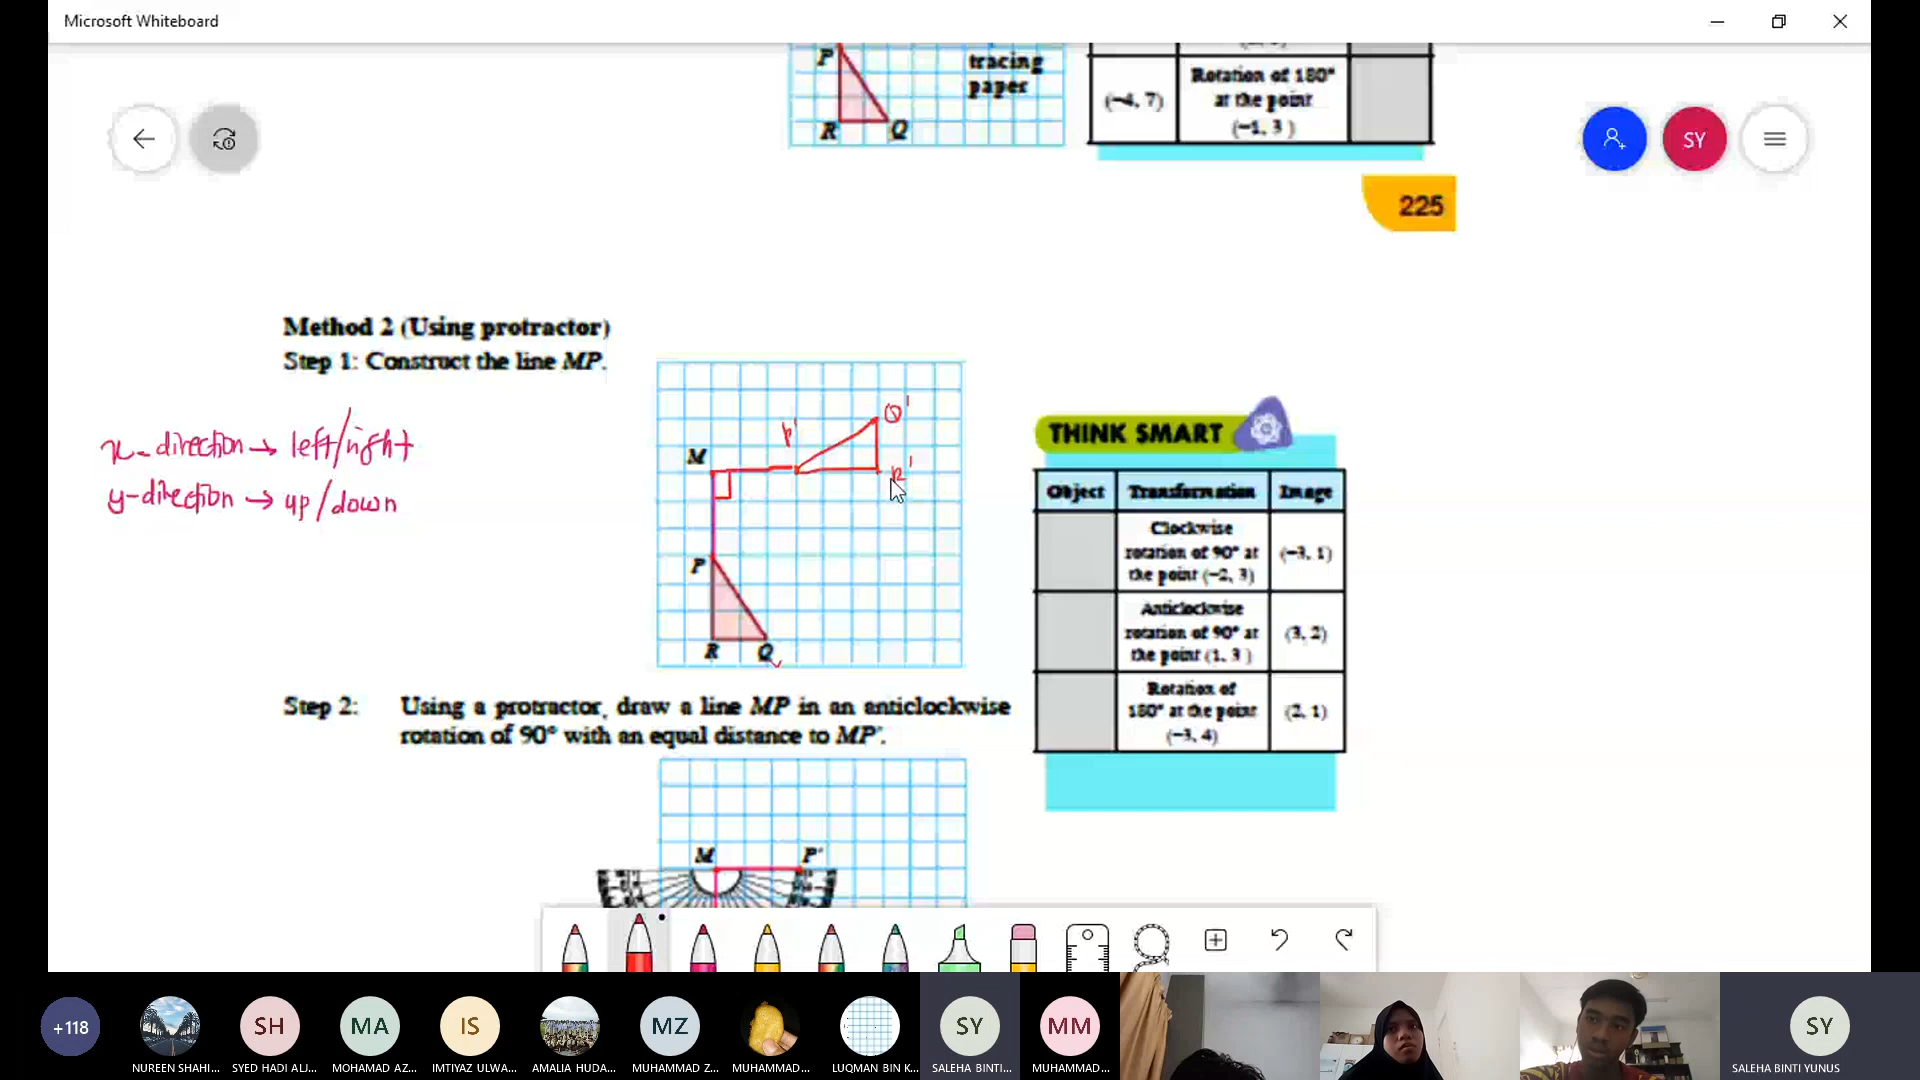 Microsoft Whiteboard
P
R
Q
tracing
paper
(−4, 7)
Rotation of 180°
at the point
(−1, 3 )
SY
225
Method 2 (Using protractor)
Step 1: Construct the line MP.
x-direction → left/right
y-direction → up/down
M
P'
Q'
R'
P
R
Q
THINK SMART
Object
Transformation
Image
Clockwise
rotation of 90° at
the point (−2, 3)
(−3, 1)
Anticlockwise
rotation of 90° at
the point (1, 3 )
(3, 2)
Rotation of
180° at the point
(−3, 4)
(2, 1)
Step 2: Using a protractor, draw a line MP in an anticlockwise
rotation of 90° with an equal distance to MP'.
M
P'
+118
SH
MA
IS
MZ
SY
MM
SY
NUREEN SHAHI...
SYED HADI ALJ...
MOHAMAD AZ...
IMTIYAZ ULWA...
AMALIA HUDA...
MUHAMMAD Z...
MUHAMMAD...
LUQMAN BIN K...
SALEHA BINTI...
MUHAMMAD...
SALEHA BINTI YUNUS